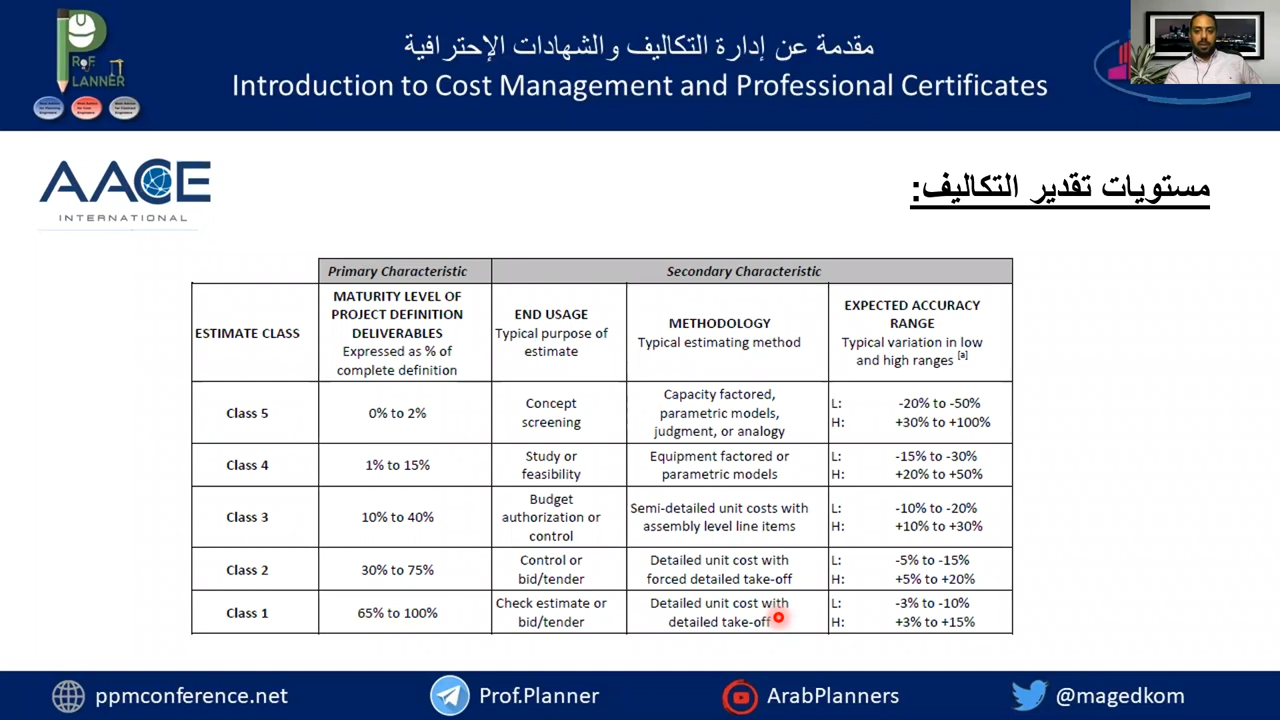 مقدمة عن إدارة التكاليف والشهادات الإحترافية
Introduction to Cost Management and Professional Certificates
PR f
PLANNER
AACE
INTERNATIONAL
مستويات تقدير التكاليف:
Primary Characteristic
Secondary Characteristic
ESTIMATE CLASS
MATURITY LEVEL OF
PROJECT DEFINITION
DELIVERABLES
Expressed as % of
complete definition
END USAGE
Typical purpose of
estimate
METHODOLOGY
Typical estimating method
EXPECTED ACCURACY
RANGE
Typical variation in low
and high ranges [a]
Class 5
0% to 2%
Concept
screening
Capacity factored,
parametric models,
judgment, or analogy
L: -20% to -50%
H: +30% to +100%
Class 4
1% to 15%
Study or
feasibility
Equipment factored or
parametric models
L: -15% to -30%
H: +20% to +50%
Class 3
10% to 40%
Budget
authorization or
control
Semi-detailed unit costs with
assembly level line items
L: -10% to -20%
H: +10% to +30%
Class 2
30% to 75%
Control or
bid/tender
Detailed unit cost with
forced detailed take-off
L: -5% to -15%
H: +5% to +20%
Class 1
65% to 100%
Check estimate or
bid/tender
Detailed unit cost with
detailed take-off
L: -3% to -10%
H: +3% to +15%
ppmconference.net
Prof.Planner
ArabPlanners
@magedkom